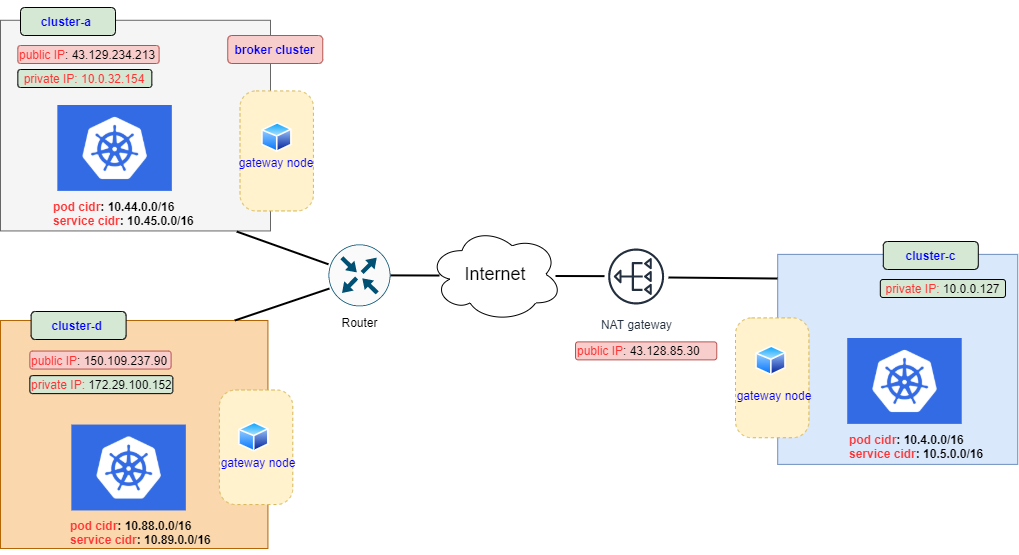 cluster-a
public IP: 43.129.234.213
private IP: 10.0.32.154
broker cluster
gateway node
pod cidr: 10.44.0.0/16
service cidr: 10.45.0.0/16
Router
Internet
NAT gateway
public IP: 43.128.85.30
cluster-c
private IP: 10.0.0.127
gateway node
pod cidr: 10.4.0.0/16
service cidr: 10.5.0.0/16
cluster-d
public IP: 150.109.237.90
private IP: 172.29.100.152
gateway node
pod cidr: 10.88.0.0/16
service cidr: 10.89.0.0/16